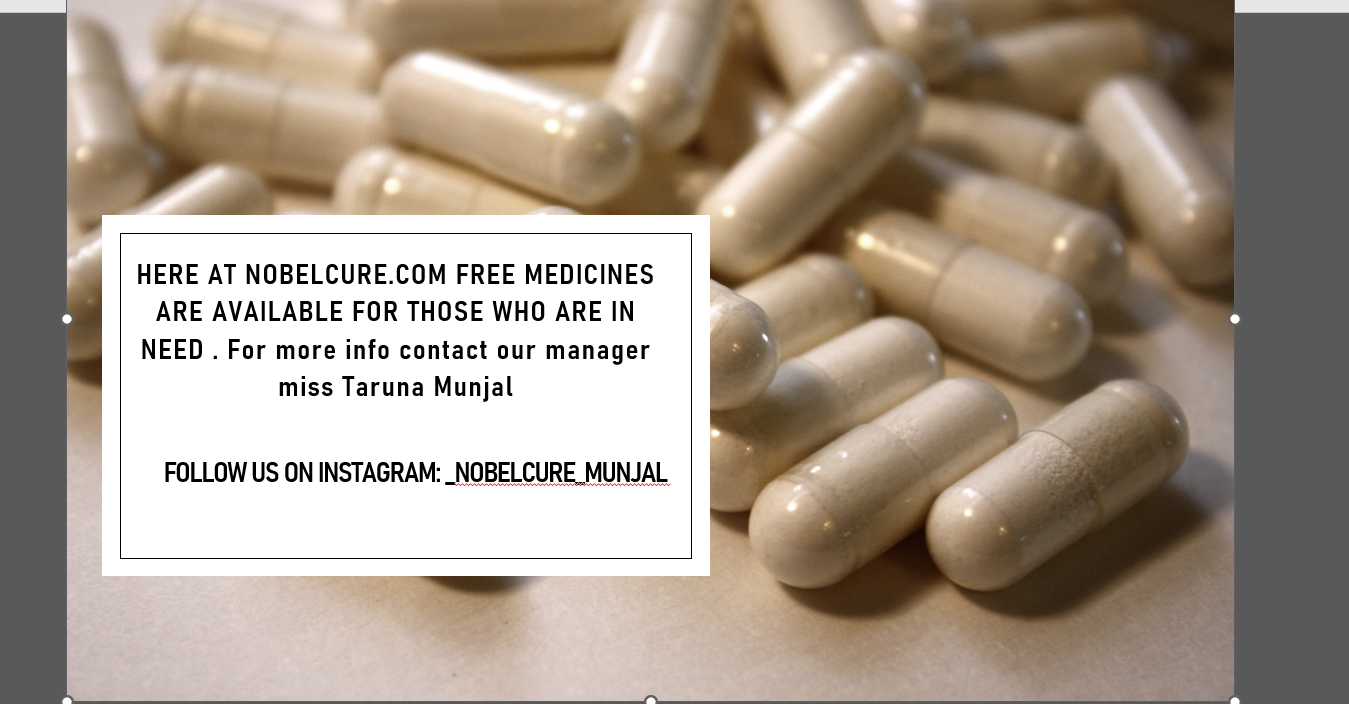 HERE AT NOBELCURE.COM FREE MEDICINES
ARE AVAILABLE FOR THOSE WHO ARE IN
NEED . For more info contact our manager
miss Taruna Munjal
FOLLOW US ON INSTAGRAM: _NOBELCURE_MUNJAL